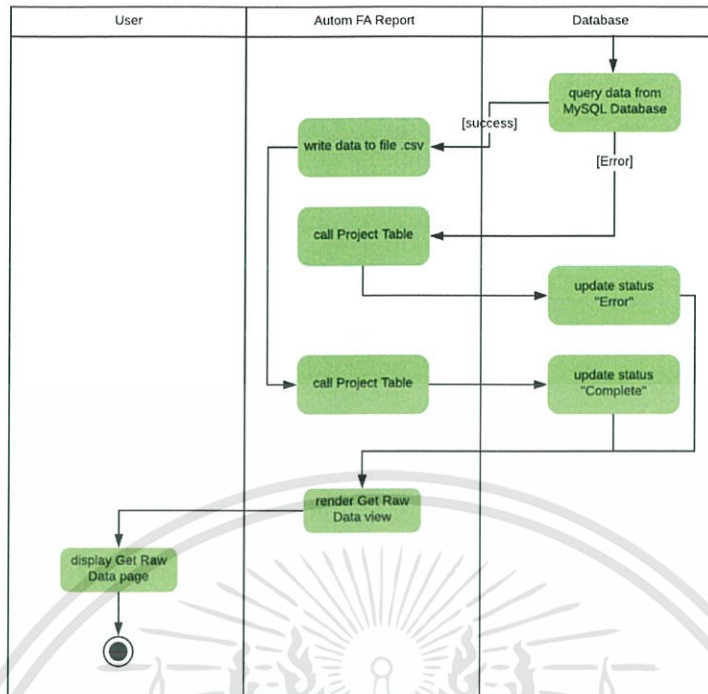 User
Autom FA Report
Database
query data from
MySQL Database
[success]
write data to file .csv
[Error]
call Project Table
update status
"Error"
call Project Table
update status
"Complete"
render Get Raw
Data view
display Get Raw
Data page